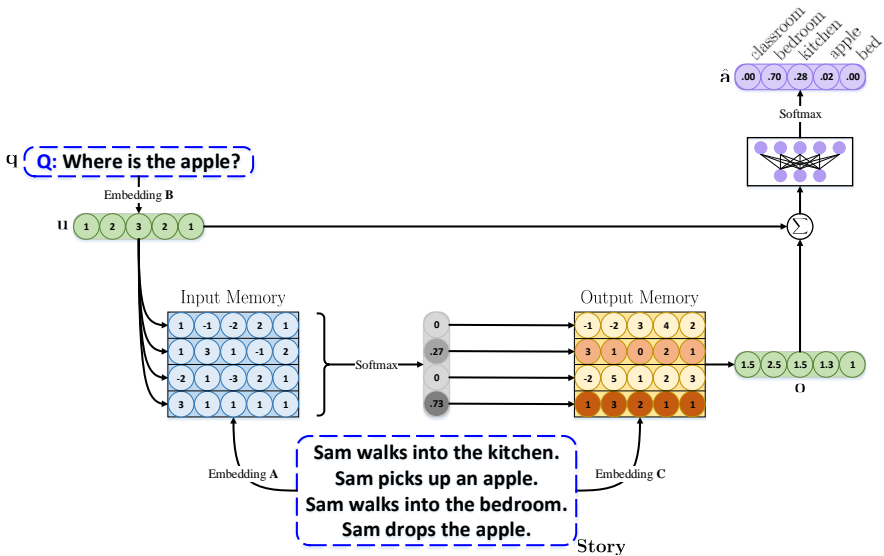 classroom
bedroom
kitchen
apple
bed
â
.00 .70 .28 .02 .00
Softmax
q
Q: Where is the apple?
Embedding B
u
1 2 3 2 1
Σ
Input Memory
Output Memory
1 -1 -2 2 1
1 3 1 -1 2
-2 1 -3 2 1
3 1 1 1 1
Softmax
0
.27
0
.73
-1 -2 3 4 2
3 1 0 2 1
-2 5 1 2 3
1 3 2 1 1
1.5 2.5 1.5 1.3 1
o
Embedding A
Sam walks into the kitchen.
Sam picks up an apple.
Sam walks into the bedroom.
Sam drops the apple.
Embedding C
Story